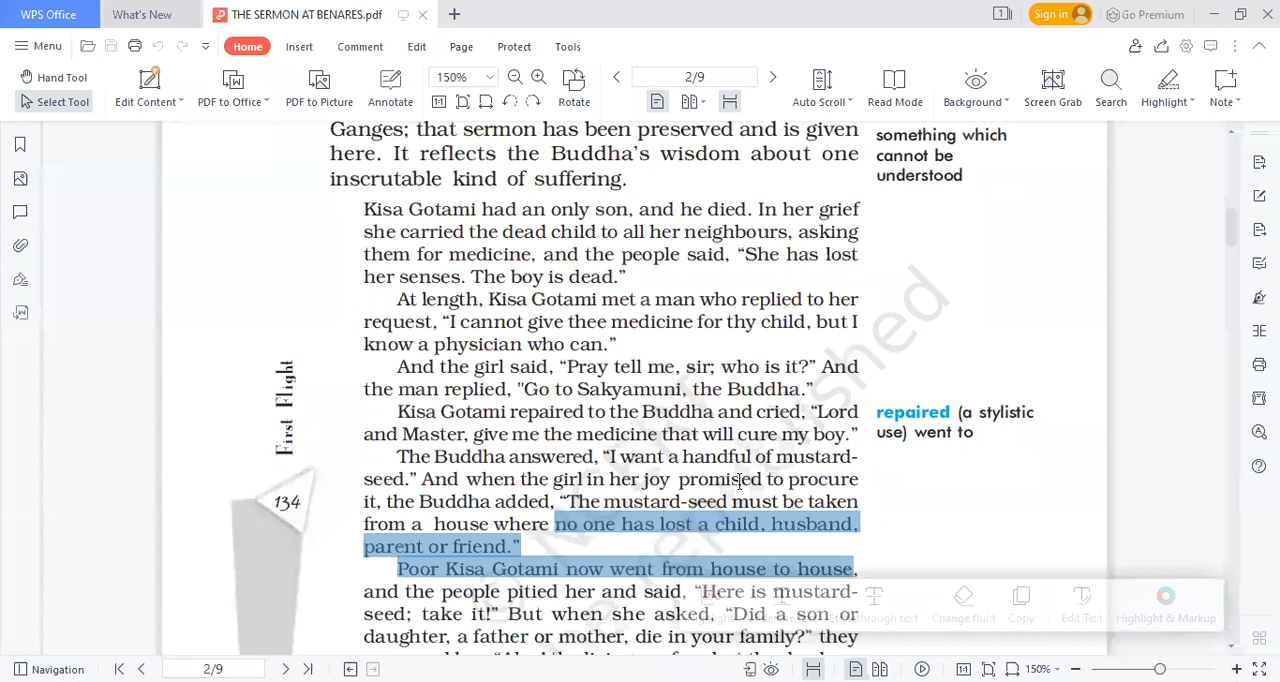 WPS Office
What's New
THE SERMON AT BENARES.pdf
Sign in
Go Premium
Menu
Home
Insert
Comment
Edit
Page
Protect
Tools
Hand Tool
Select Tool
Edit Content
PDF to Office
PDF to Picture
Annotate
150%
Rotate
2/9
Auto Scroll
Read Mode
Background
Screen Grab
Search
Highlight
Note
Ganges; that sermon has been preserved and is given
here. It reflects the Buddha's wisdom about one
inscrutable kind of suffering.
something which
cannot be
understood
Kisa Gotami had an only son, and he died. In her grief
she carried the dead child to all her neighbours, asking
them for medicine, and the people said, "She has lost
her senses. The boy is dead."
At length, Kisa Gotami met a man who replied to her
request, "I cannot give thee medicine for thy child, but I
know a physician who can."
And the girl said, "Pray tell me, sir; who is it?" And
the man replied, "Go to Sakyamuni, the Buddha."
Kisa Gotami repaired to the Buddha and cried, "Lord
and Master, give me the medicine that will cure my boy."
repaired (a stylistic
use) went to
The Buddha answered, "I want a handful of mustard-
seed." And when the girl in her joy promised to procure
it, the Buddha added, "The mustard-seed must be taken
from a house where no one has lost a child, husband,
parent or friend."
Poor Kisa Gotami now went from house to house,
and the people pitied her and said, "Here is mustard-
seed; take it!" But when she asked, "Did a son or
daughter, a father or mother, die in your family?" they
First Flight
134
© NCERT
be republished
Strikethrough text
Change fluid
Copy
Edit Text
Highlight & Markup
Navigation
2/9
150%